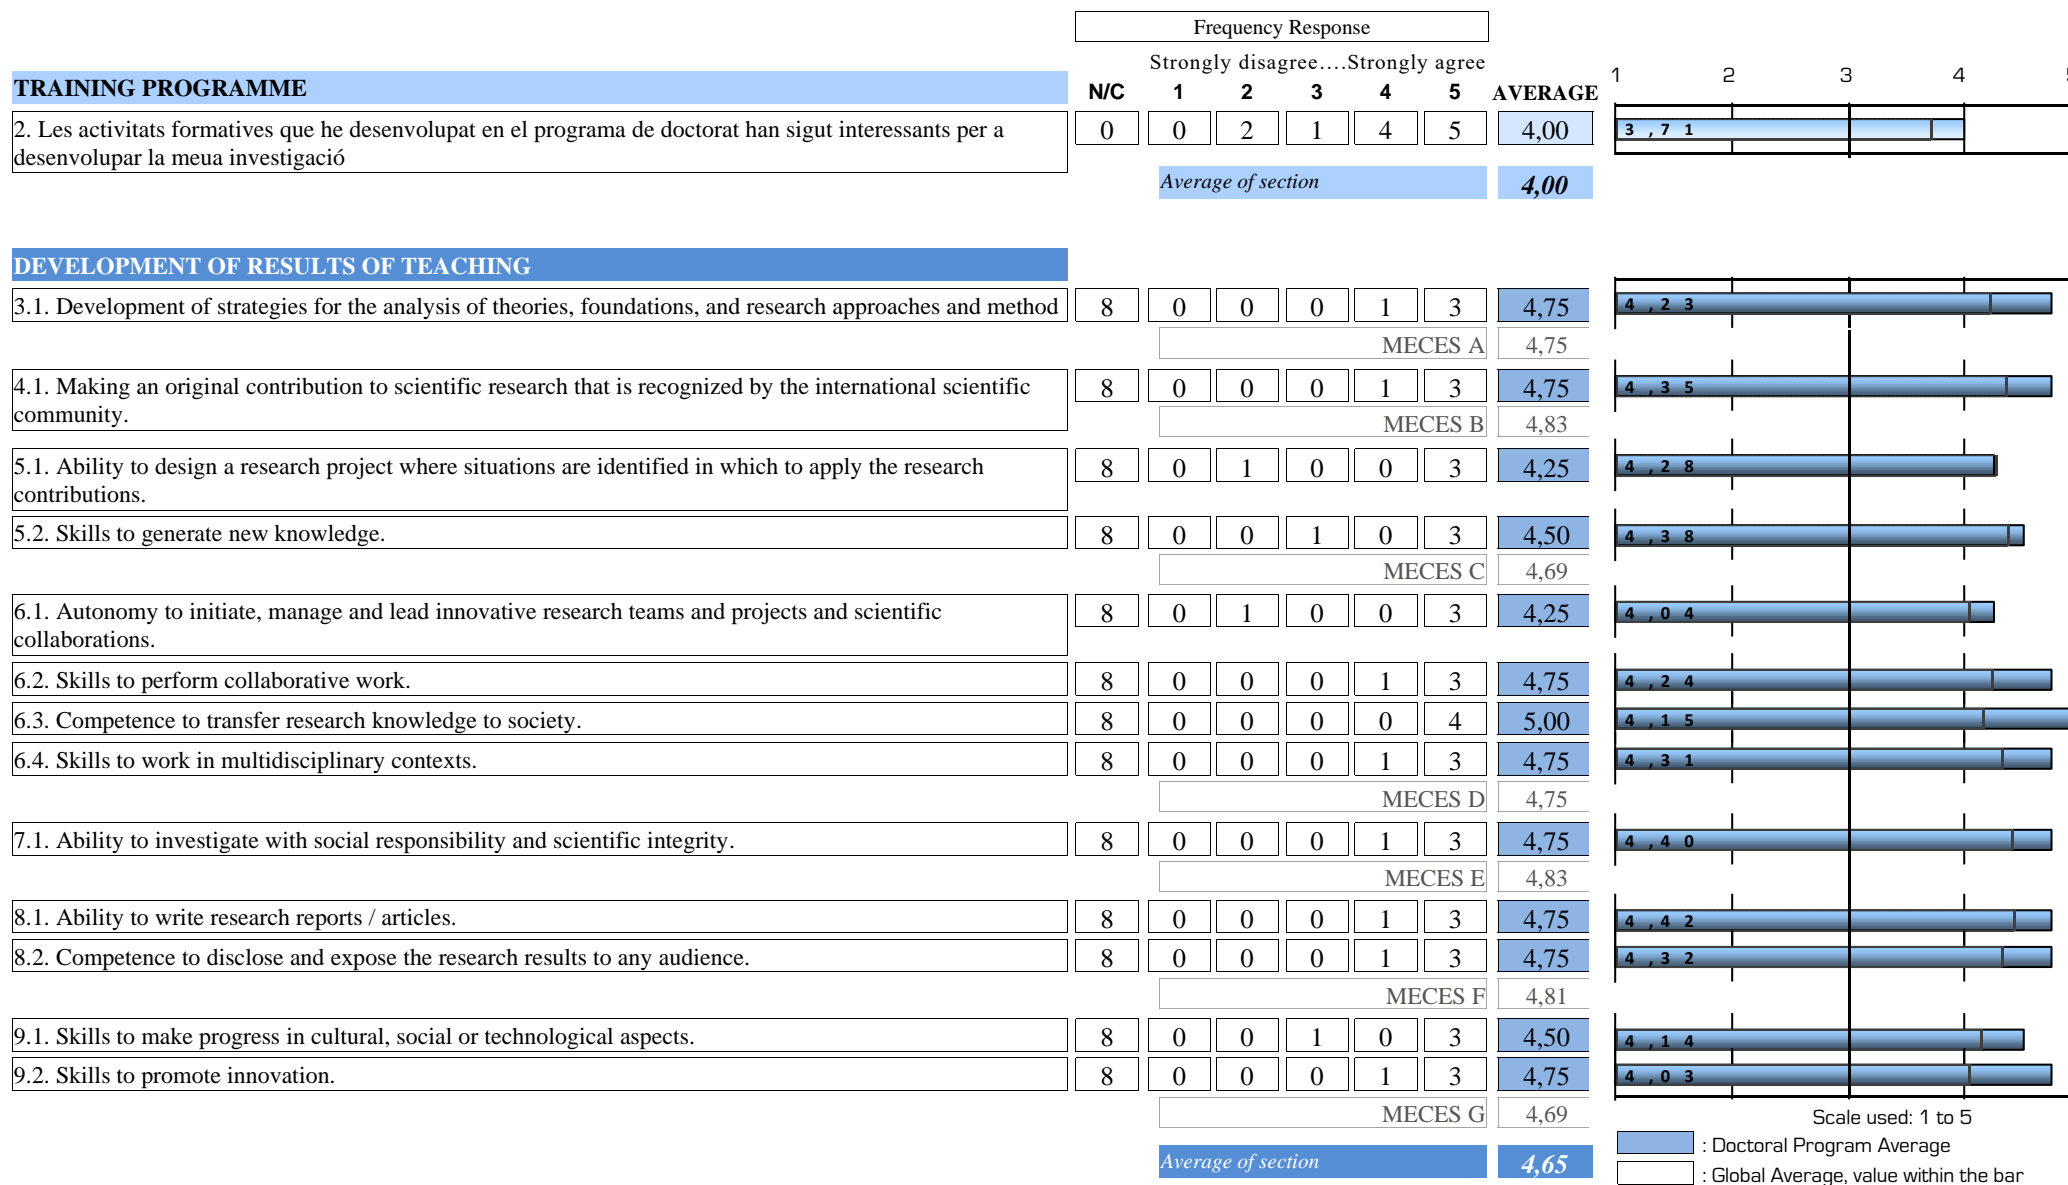 Frequency Response
Strongly disagree....Strongly agree
TRAINING PROGRAMME N/C 1 2 3 4 5 AVERAGE 1 2 3 4 5
2. Les activitats formatives que he desenvolupat en el programa de doctorat han sigut interessants per a 0 0 2 1 4 5 4,00 3,71
desenvolupar la meua investigació
Average of section 4,00
DEVELOPMENT OF RESULTS OF TEACHING
3.1. Development of strategies for the analysis of theories, foundations, and research approaches and method 8 0 0 0 1 3 4,75 4,23
MECES A 4,75
4.1. Making an original contribution to scientific research that is recognized by the international scientific 8 0 0 0 1 3 4,75 4,35
community.
MECES B 4,83
5.1. Ability to design a research project where situations are identified in which to apply the research 8 0 1 0 0 3 4,25 4,28
contributions.
5.2. Skills to generate new knowledge. 8 0 0 1 0 3 4,50 4,38
MECES C 4,69
6.1. Autonomy to initiate, manage and lead innovative research teams and projects and scientific 8 0 1 0 0 3 4,25 4,04
collaborations.
6.2. Skills to perform collaborative work. 8 0 0 0 1 3 4,75 4,24
6.3. Competence to transfer research knowledge to society. 8 0 0 0 0 4 5,00 4,15
6.4. Skills to work in multidisciplinary contexts. 8 0 0 0 1 3 4,75 4,31
MECES D 4,75
7.1. Ability to investigate with social responsibility and scientific integrity. 8 0 0 0 1 3 4,75 4,40
MECES E 4,83
8.1. Ability to write research reports / articles. 8 0 0 0 1 3 4,75 4,42
8.2. Competence to disclose and expose the research results to any audience. 8 0 0 0 1 3 4,75 4,32
MECES F 4,81
9.1. Skills to make progress in cultural, social or technological aspects. 8 0 0 1 0 3 4,50 4,14
9.2. Skills to promote innovation. 8 0 0 0 1 3 4,75 4,03
MECES G 4,69
Scale used: 1 to 5
: Doctoral Program Average
Average of section 4,65
: Global Average, value within the bar